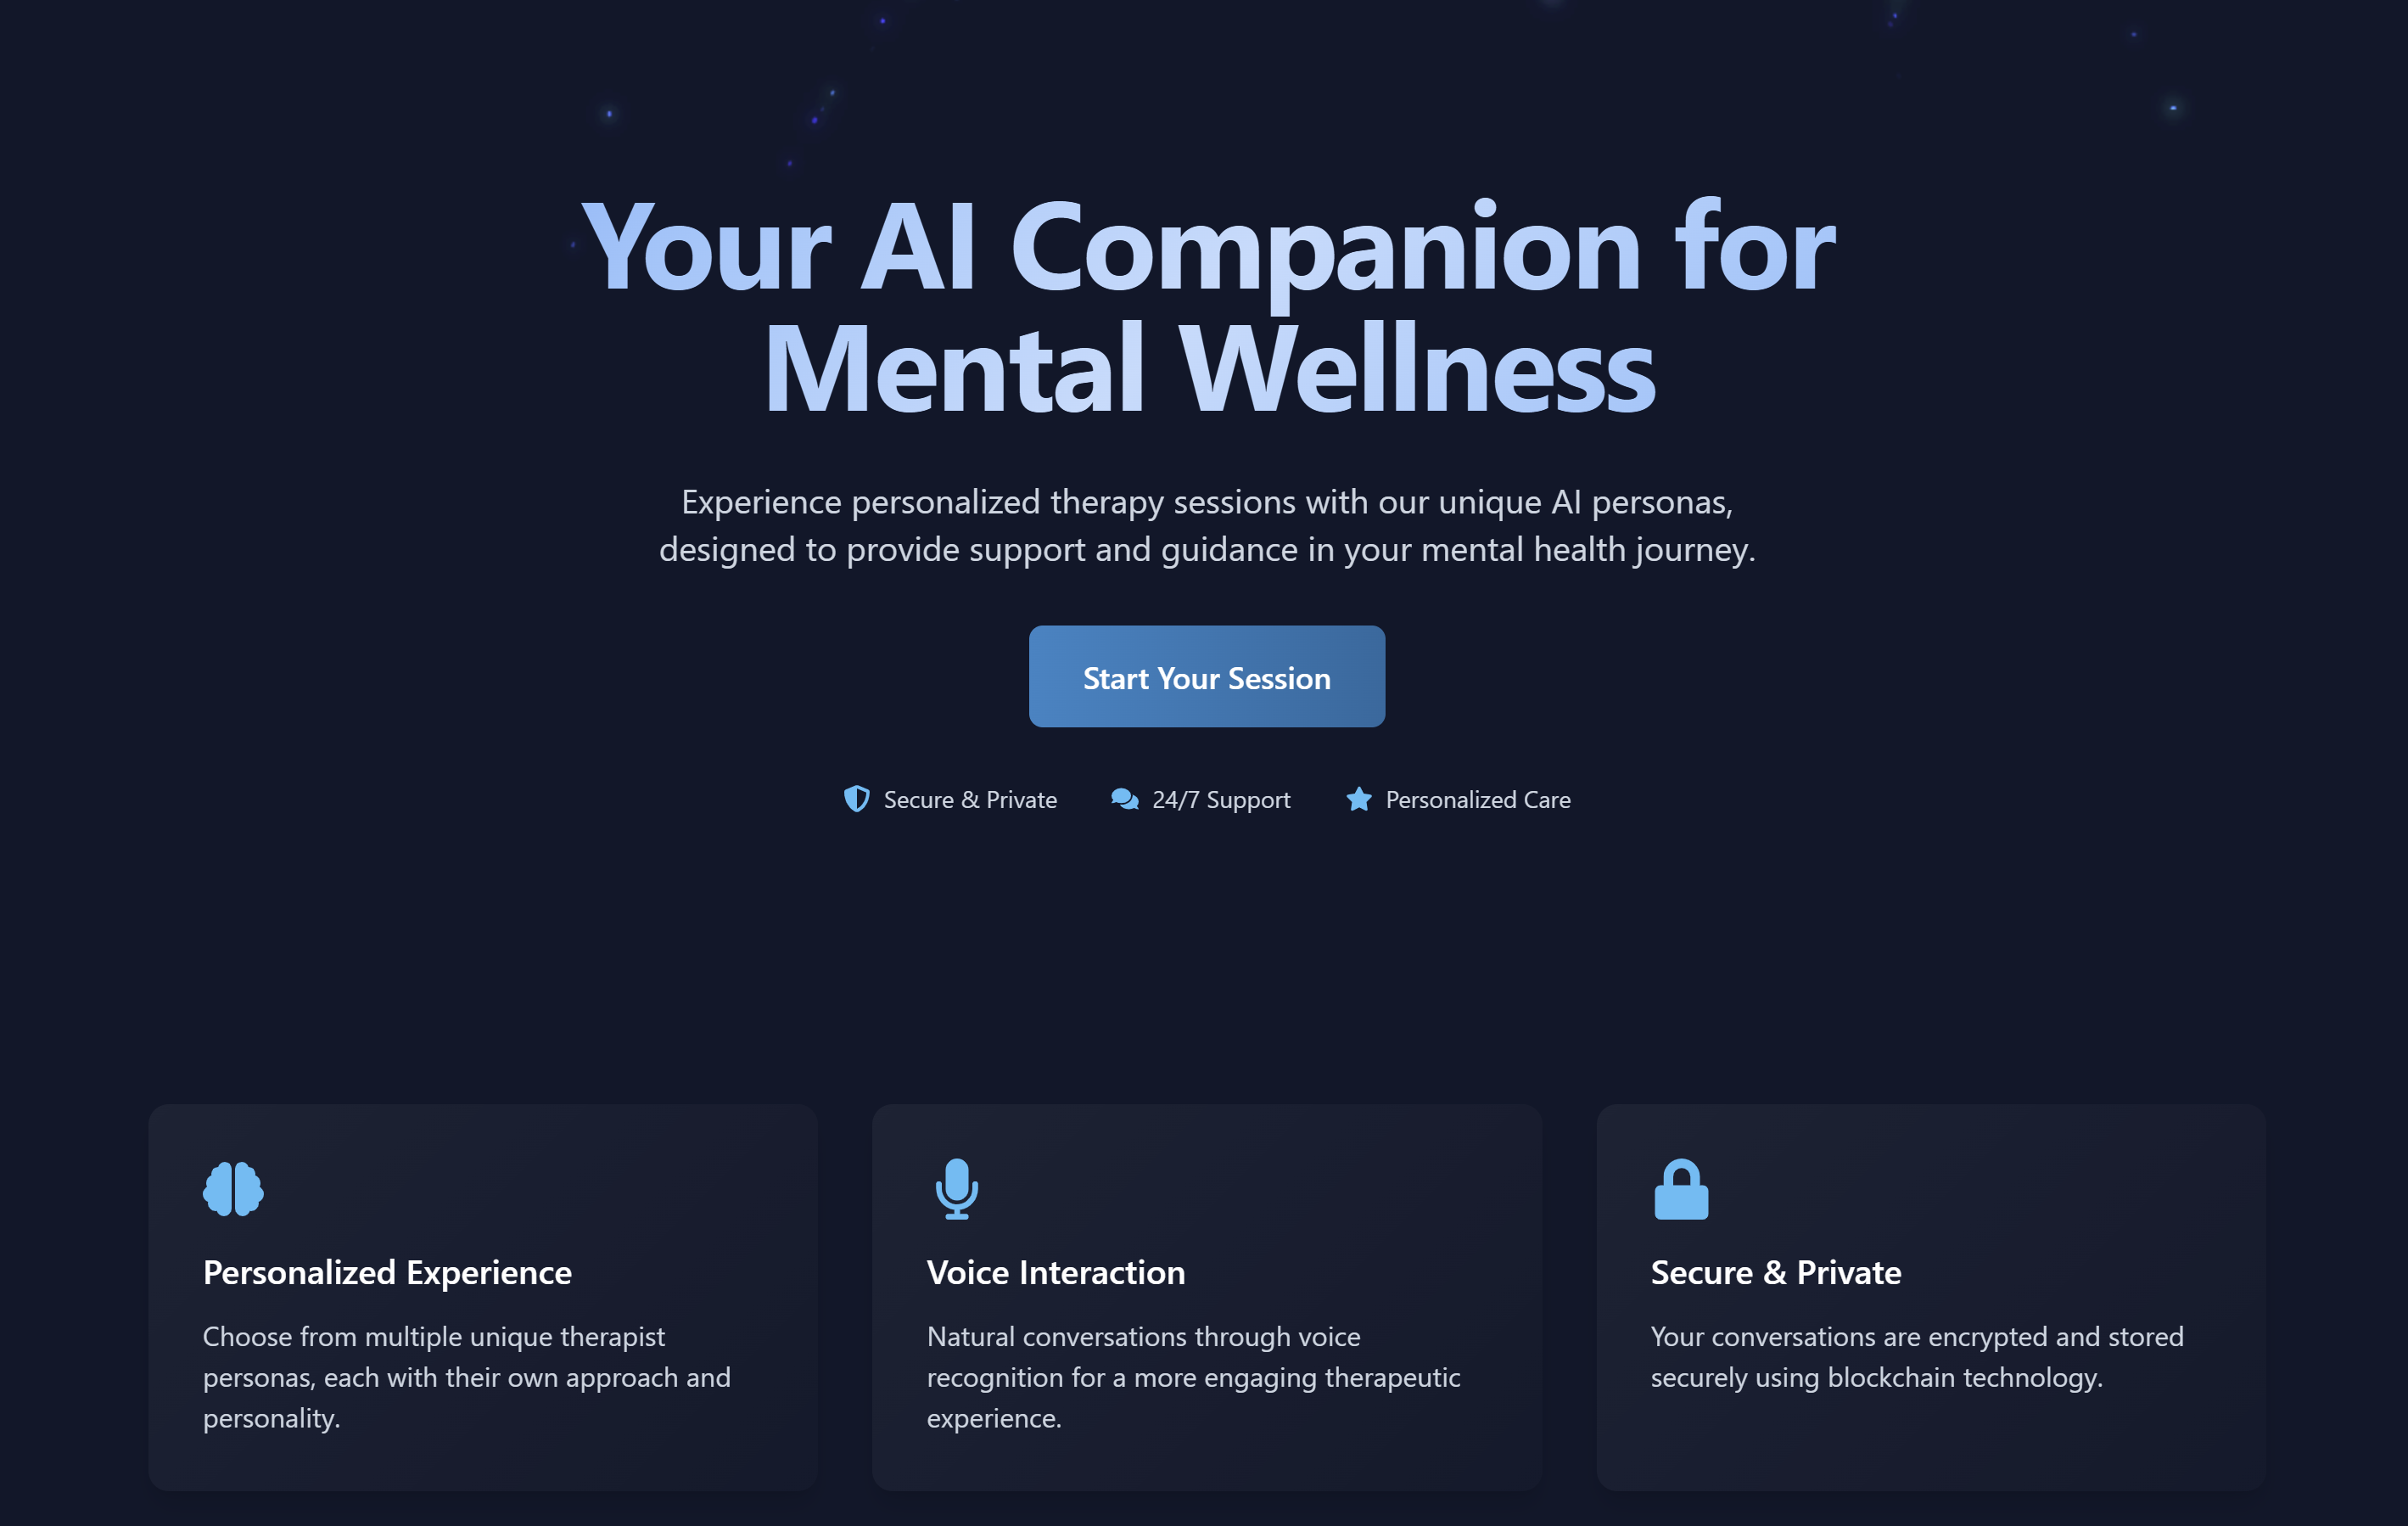 Your AI Companion for
Mental Wellness
Experience personalized therapy sessions with our unique AI personas,
designed to provide support and guidance in your mental health journey.
Start Your Session
Secure & Private
24/7 Support
Personalized Care
Personalized Experience
Choose from multiple unique therapist
personas, each with their own approach and
personality.
Voice Interaction
Natural conversations through voice
recognition for a more engaging therapeutic
experience.
Secure & Private
Your conversations are encrypted and stored
securely using blockchain technology.